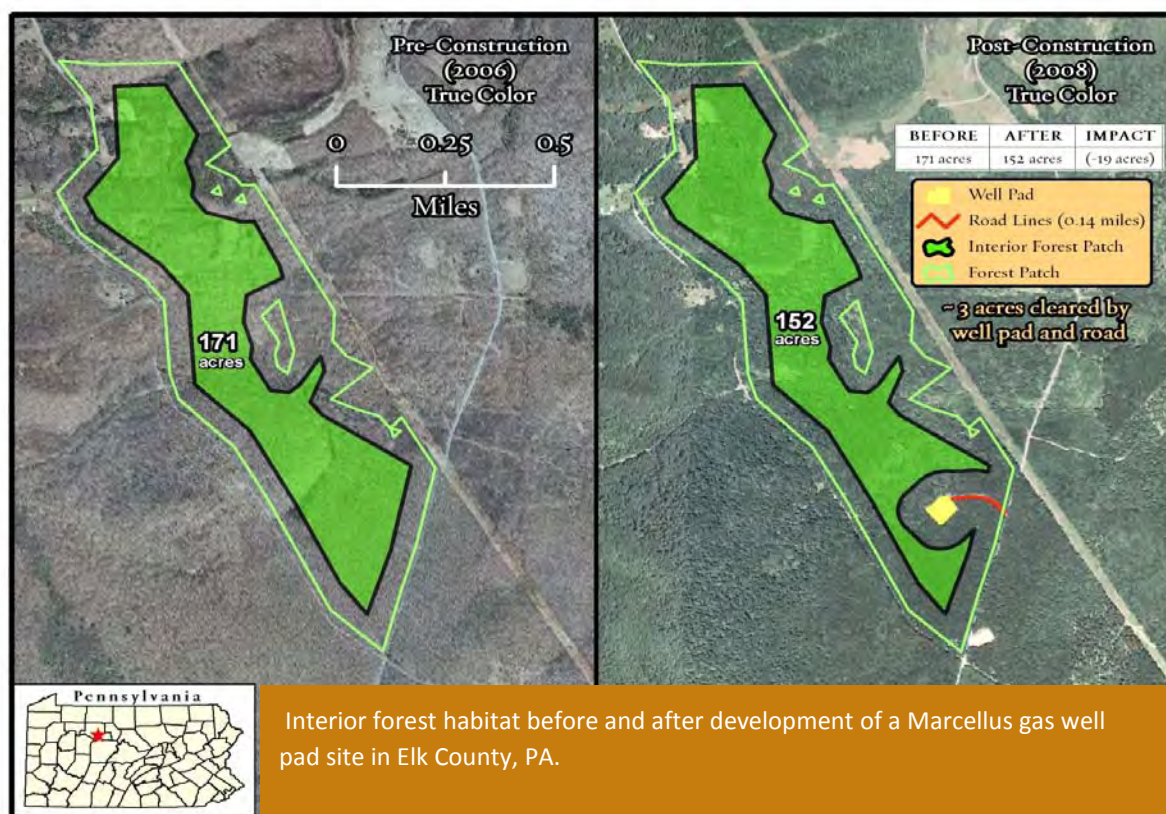 Pre-Construction
(2006)
True Color
0 0.25 0.5
Miles
171
acres
Post-Construction
(2008)
True Color
BEFORE AFTER IMPACT
171 acres 152 acres (-19 acres)
Well Pad
Road Lines (0.14 miles)
Interior Forest Patch
Forest Patch
~ 3 acres cleared by
well pad and road
152
acres
Pennsylvania
Interior forest habitat before and after development of a Marcellus gas well
pad site in Elk County, PA.